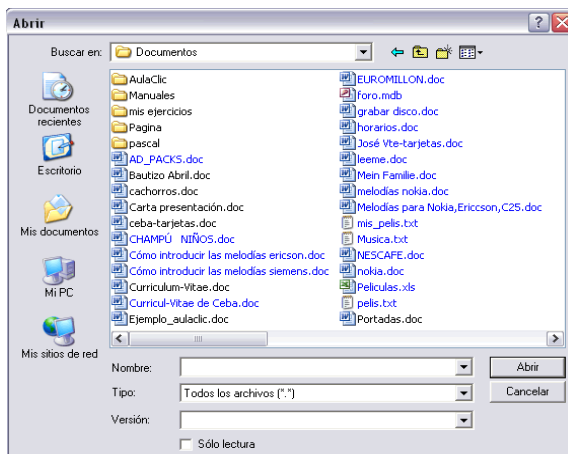 Abrir
Buscar en:
Documentos
Documentos
recientes
Escritorio
Mis documentos
Mi PC
Mis sitios de red
AulaClic
Manuales
mis ejercicios
Pagina
pascal
AD_PACKS.doc
Bautizo Abril.doc
cachorros.doc
Carta presentación.doc
ceba-tarjetas.doc
CHAMPÚ NIÑOS.doc
Cómo introducir las melodías ericson.doc
Cómo introducir las melodías siemens.doc
Curriculum-Vitae.doc
Curricul-Vitae de Ceba.doc
Ejemplo_aulaclic.doc
EUROMILLON.doc
foro.mdb
grabar disco.doc
horarios.doc
José Vte-tarjetas.doc
leeme.doc
Mein Familie.doc
melodías nokia.doc
Melodías para Nokia,Ericcson,C25.doc
mis_pelis.txt
Musica.txt
NESCAFE.doc
nokia.doc
Peliculas.xls
pelis.txt
Portadas.doc
Nombre:
Abrir
Tipo:
Todos los archivos (*.*)
Cancelar
Versión:
Sólo lectura